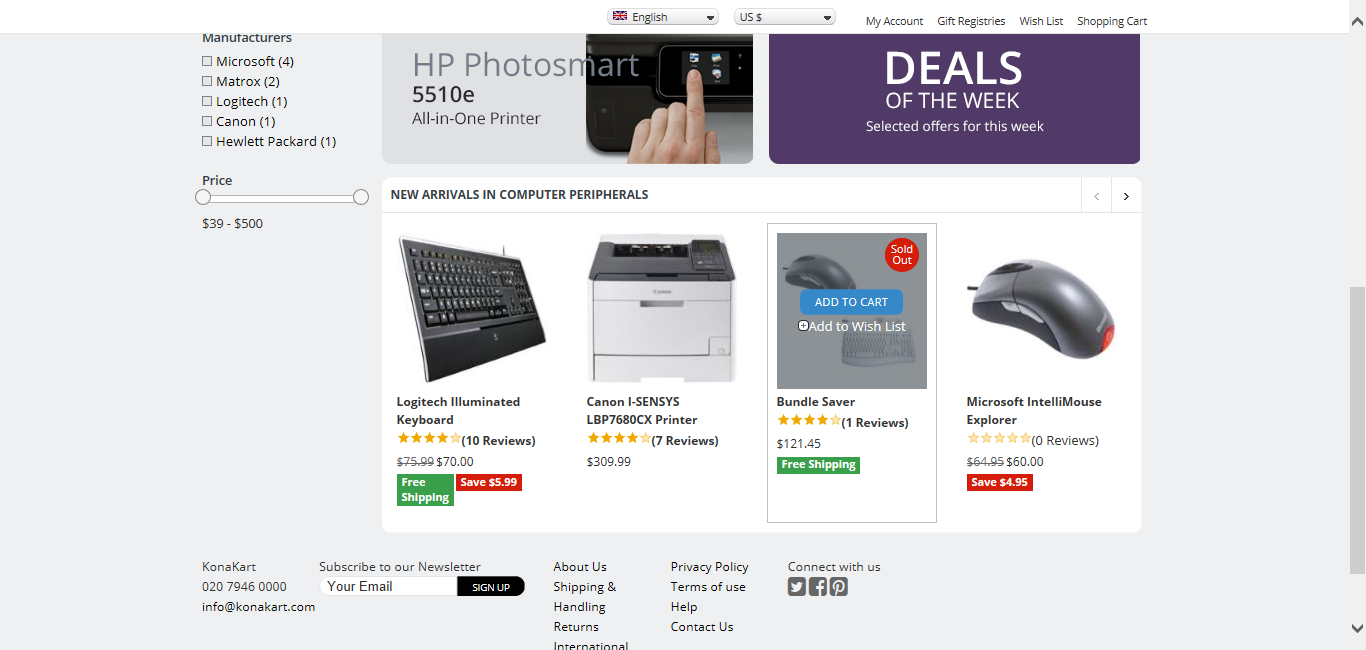 English
US $
My Account
Gift Registries
Wish List
Shopping Cart
Manufacturers
Microsoft (4)
Matrox (2)
Logitech (1)
Canon (1)
Hewlett Packard (1)
Price
$39 - $500
HP Photosmart
5510e
All-in-One Printer
DEALS
OF THE WEEK
Selected offers for this week
NEW ARRIVALS IN COMPUTER PERIPHERALS
Logitech Illuminated
Keyboard
(10 Reviews)
$75.99 $70.00
Free
Shipping
Save $5.99
Canon
Canon I-SENSYS
LBP7680CX Printer
(7 Reviews)
$309.99
Sold
Out
ADD TO CART
Add to Wish List
Bundle Saver
(1 Reviews)
$121.45
Free Shipping
Microsoft IntelliMouse
Explorer
(0 Reviews)
$64.95 $60.00
Save $4.95
KonaKart
020 7946 0000
info@konakart.com
Subscribe to our Newsletter
Your Email
SIGN UP
About Us
Shipping &
Handling
Returns
International
Privacy Policy
Terms of use
Help
Contact Us
Connect with us